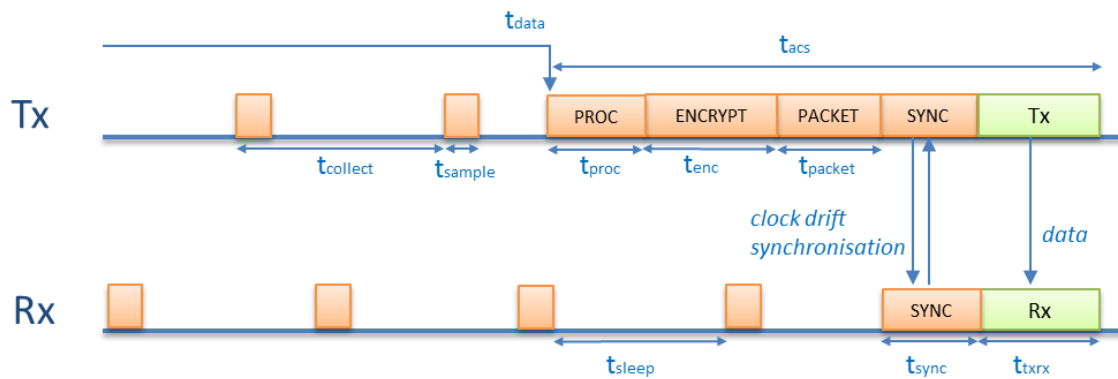 tdata
tacs
Tx
PROC
ENCRYPT
PACKET
SYNC
Tx
tcollect
tsample
tproc
tenc
tpacket
clock drift
synchronisation
data
Rx
SYNC
Rx
tsleep
tsync
ttxrx